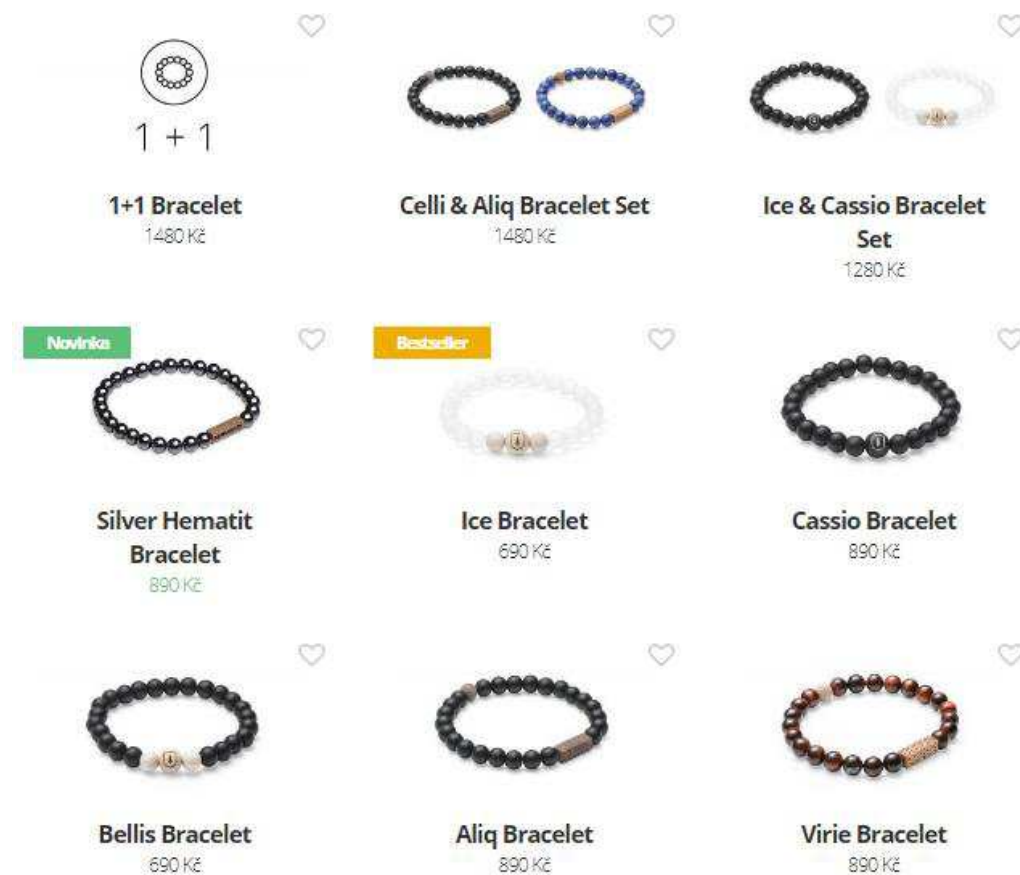 1 + 1
1+1 Bracelet
1480 Kč
Celli & Aliq Bracelet Set
1480 Kč
Ice & Cassio Bracelet
Set
1280 Kč
Novinka
Silver Hematit
Bracelet
890 Kč
Bestseller
Ice Bracelet
690 Kč
Cassio Bracelet
890 Kč
Bellis Bracelet
690 Kč
Aliq Bracelet
890 Kč
Virie Bracelet
890 Kč